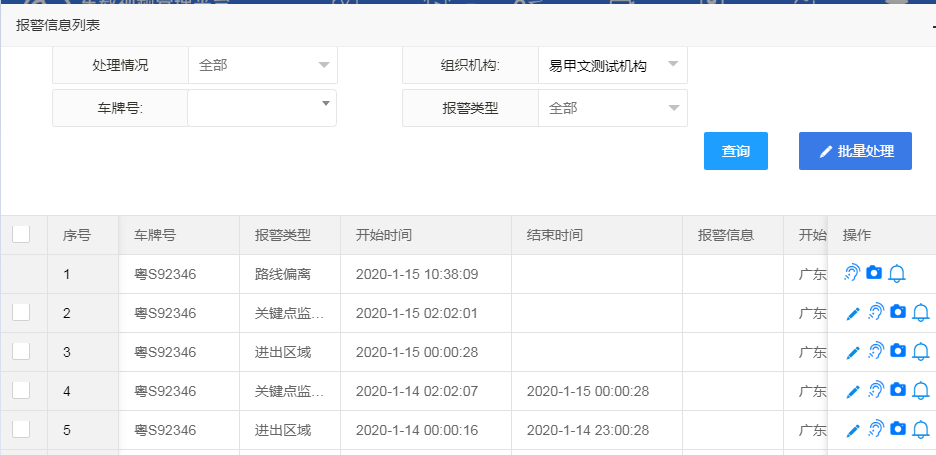 报警信息列表
处理情况 全部 组织机构: 易甲文测试机构
车牌号: 报警类型 全部
查询 批量处理
序号 车牌号 报警类型 开始时间 结束时间 报警信息 开始 操作
1 粤S92346 路线偏离 2020-1-15 10:38:09 广东
2 粤S92346 关键点监... 2020-1-15 02:02:01 广东
3 粤S92346 进出区域 2020-1-15 00:00:28 广东
4 粤S92346 关键点监... 2020-1-14 02:02:07 2020-1-15 00:00:28 广东
5 粤S92346 进出区域 2020-1-14 00:00:16 2020-1-14 23:00:28 广东